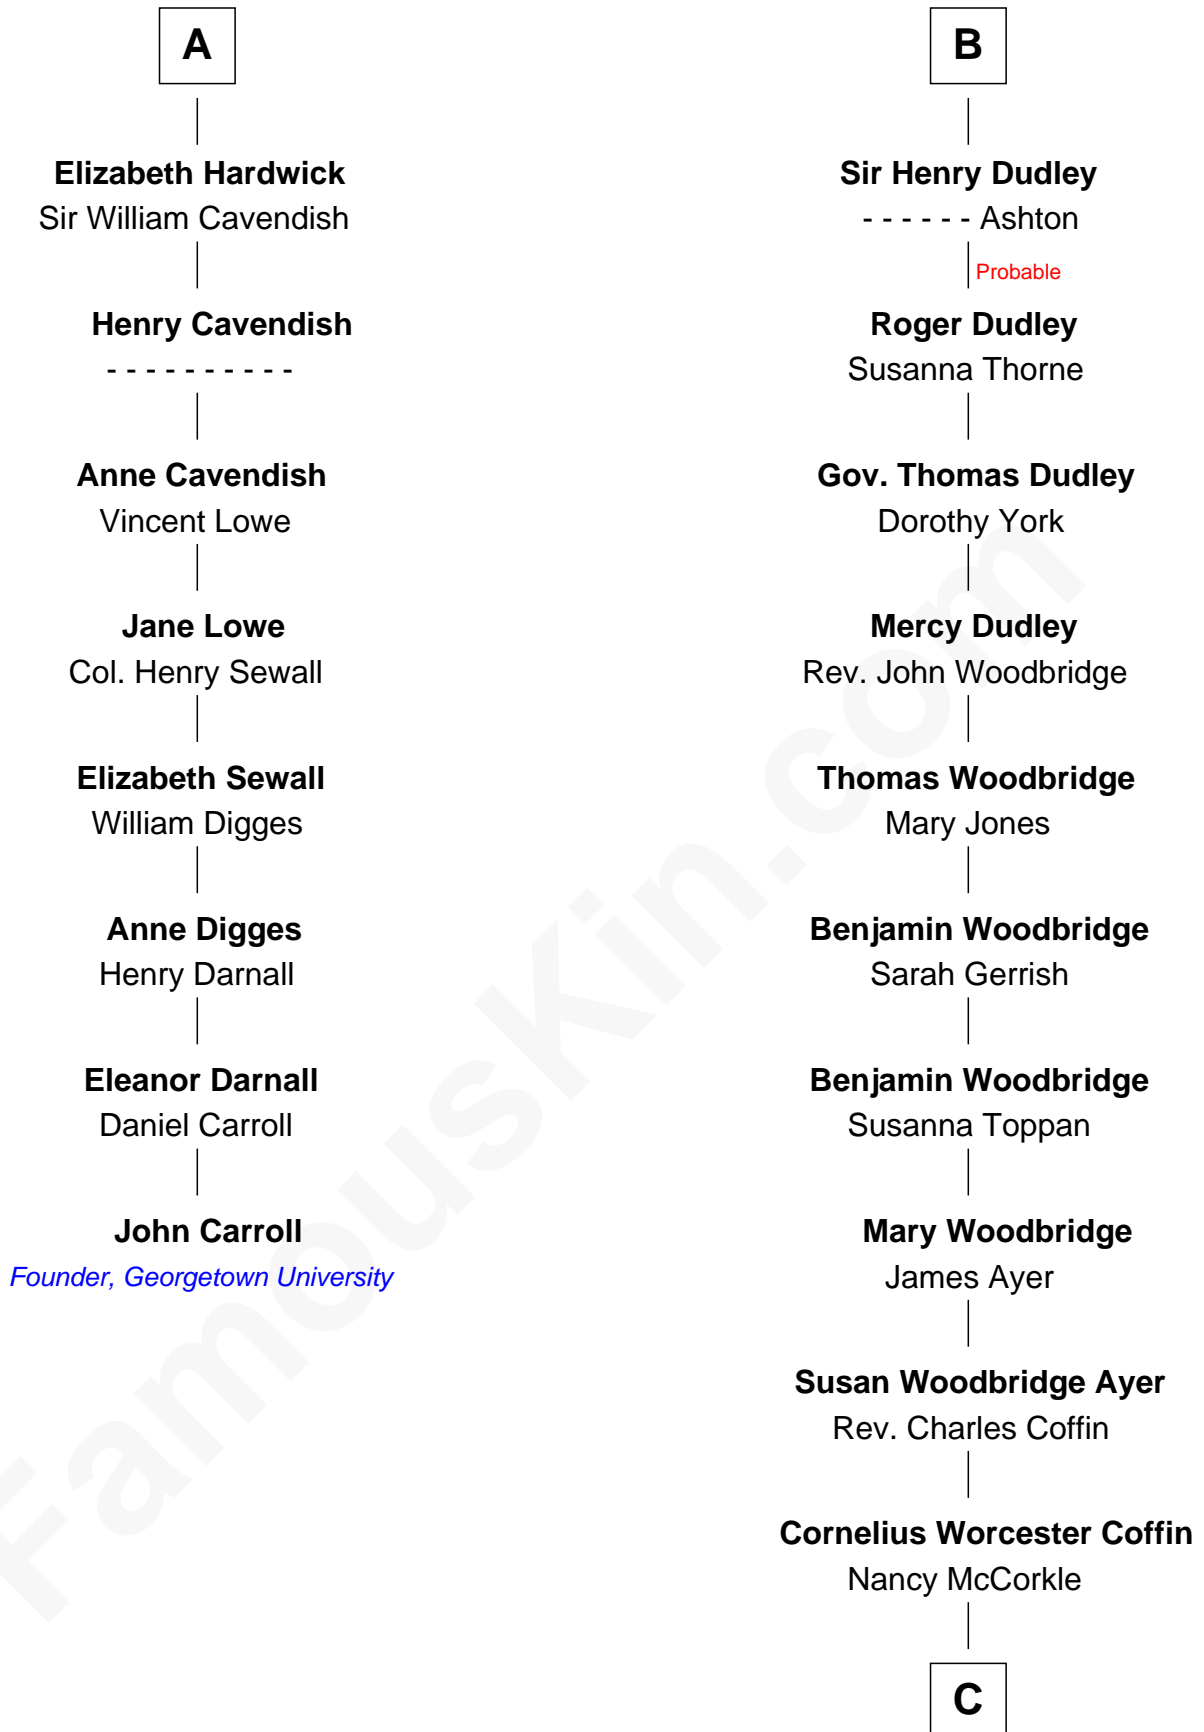 A
Elizabeth Hardwick
Sir William Cavendish
Henry Cavendish
- - - - - - - - - -
Anne Cavendish
Vincent Lowe
Jane Lowe
Col. Henry Sewall
Elizabeth Sewall
William Digges
Anne Digges
Henry Darnall
Eleanor Darnall
Daniel Carroll
John Carroll
Founder, Georgetown University
B
Sir Henry Dudley
- - - - - - Ashton
Probable
Roger Dudley
Susanna Thorne
Gov. Thomas Dudley
Dorothy York
Mercy Dudley
Rev. John Woodbridge
Thomas Woodbridge
Mary Jones
Benjamin Woodbridge
Sarah Gerrish
Benjamin Woodbridge
Susanna Toppan
Mary Woodbridge
James Ayer
Susan Woodbridge Ayer
Rev. Charles Coffin
Cornelius Worcester Coffin
Nancy McCorkle
C
FamousKin.com